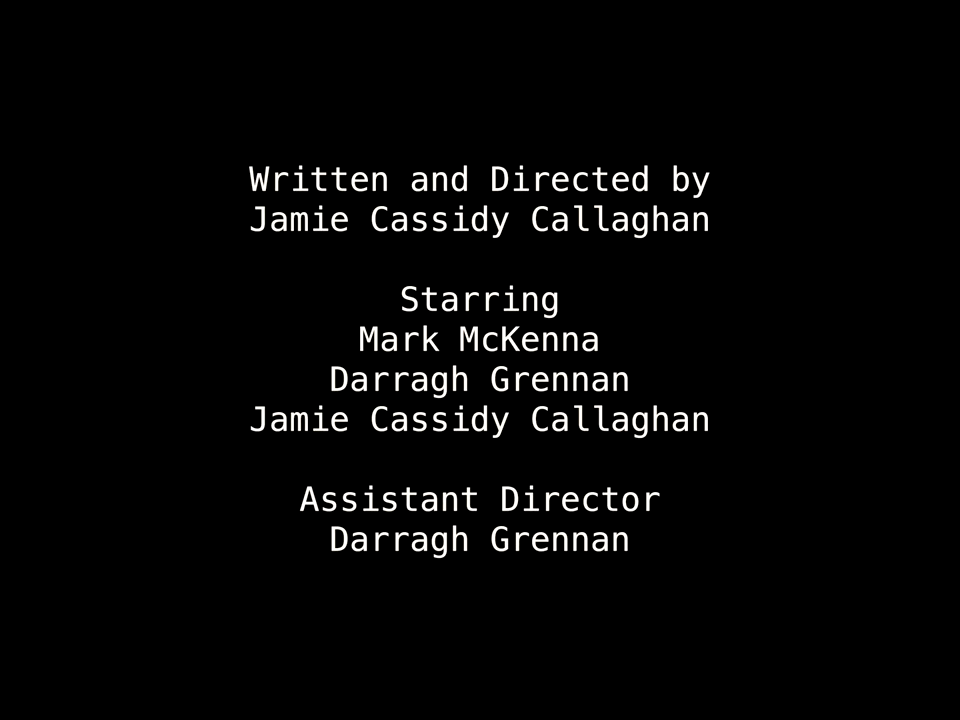 Written and Directed by
Jamie Cassidy Callaghan
Starring
Mark McKenna
Darragh Grennan
Jamie Cassidy Callaghan
Assistant Director
Darragh Grennan